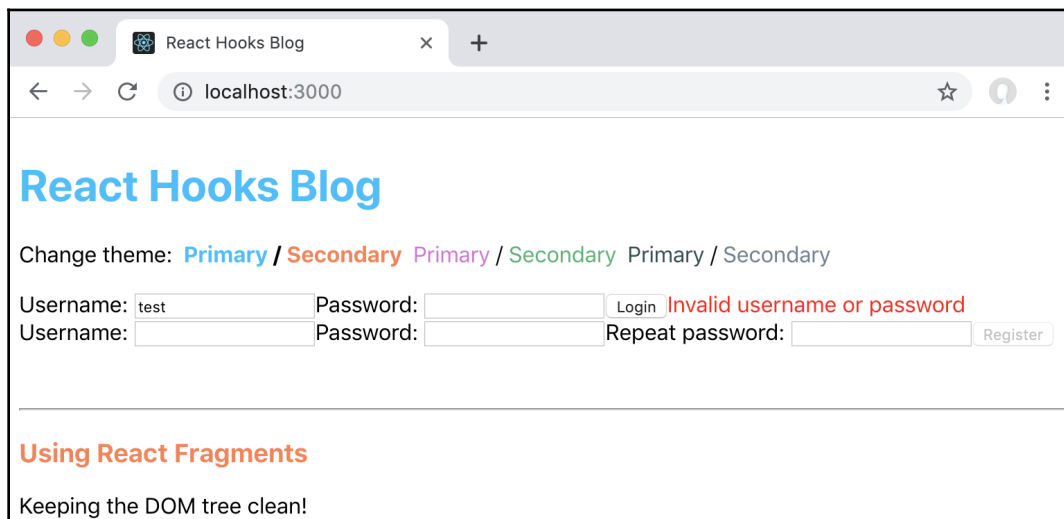 React Hooks Blog
localhost:3000
React Hooks Blog
Change theme: Primary / Secondary Primary / Secondary Primary / Secondary
Username: test Password: Login Invalid username or password
Username: Password: Repeat password: Register
Using React Fragments
Keeping the DOM tree clean!